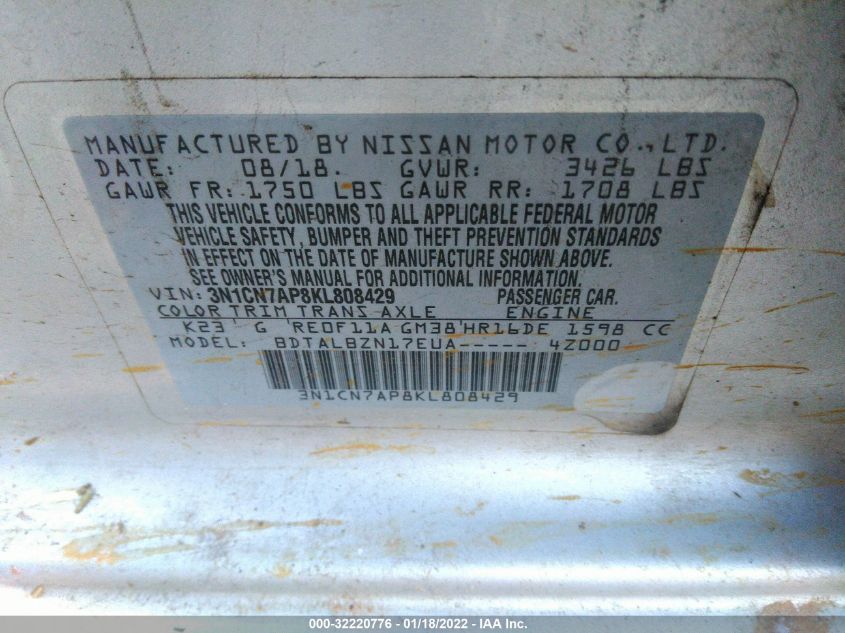 MANUFACTURED BY NISSAN MOTOR CO., LTD.
DATE: 08/18. GVWR: 3426 LBS
GAWR FR: 1750 LBS GAWR RR: 1708 LBS
THIS VEHICLE CONFORMS TO ALL APPLICABLE FEDERAL MOTOR
VEHICLE SAFETY, BUMPER AND THEFT PREVENTION STANDARDS
IN EFFECT ON THE DATE OF MANUFACTURE SHOWN ABOVE.
SEE OWNER'S MANUAL FOR ADDITIONAL INFORMATION.
VIN: 3N1CN7AP8KL808429 PASSENGER CAR.
COLOR TRIM TRANS AXLE ENGINE
K23' G 'RE0F11A GM38'HR16DE 1598 CC
MODEL: BDTALBZN17EUA----- 4Z000
3N1CN7AP8KL808429
000-32220776 - 01/18/2022 - IAA Inc.